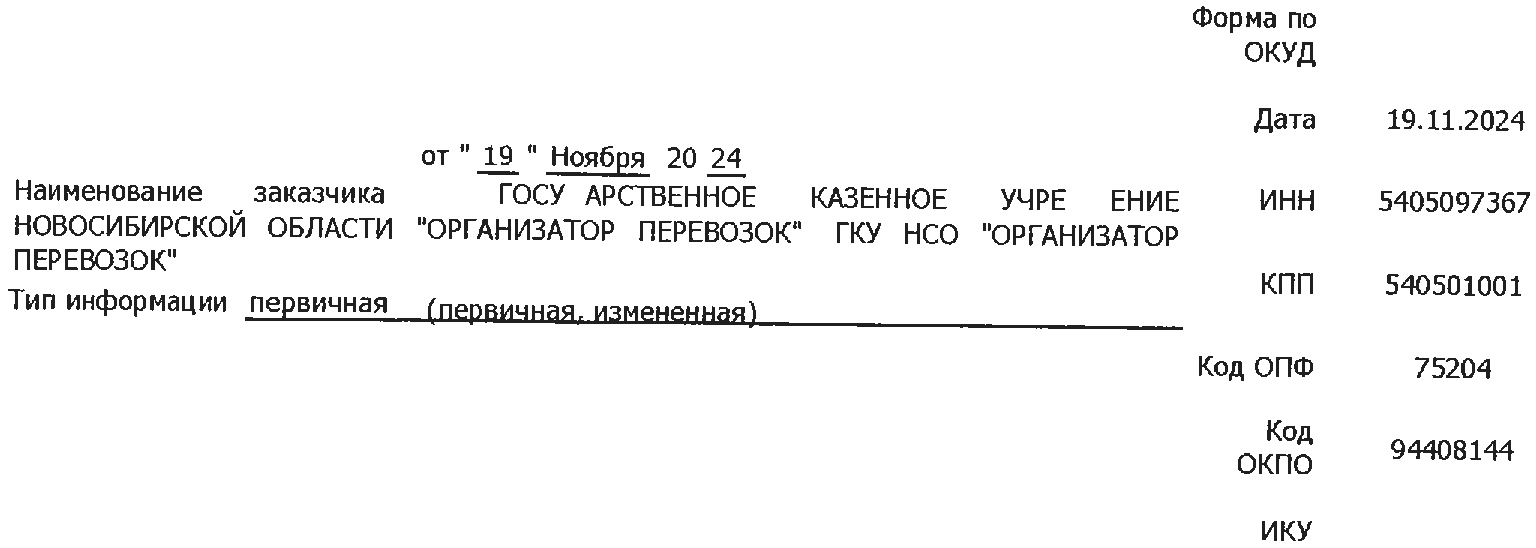 Форма по
ОКУД
Дата 19.11.2024
от " 19 " Ноября 20 24
Наименование заказчика ГОСУ АРСТВЕННОЕ КАЗЕННОЕ УЧРЕ ЕНИЕ ИНН 5405097367
НОВОСИБИРСКОЙ ОБЛАСТИ "ОРГАНИЗАТОР ПЕРЕВОЗОК" ГКУ НСО "ОРГАНИЗАТОР
ПЕРЕВОЗОК"
КПП 540501001
Тип информации первичная (первичная, измененная)
Код ОПФ 75204
Код
ОКПО 94408144
ИКУ